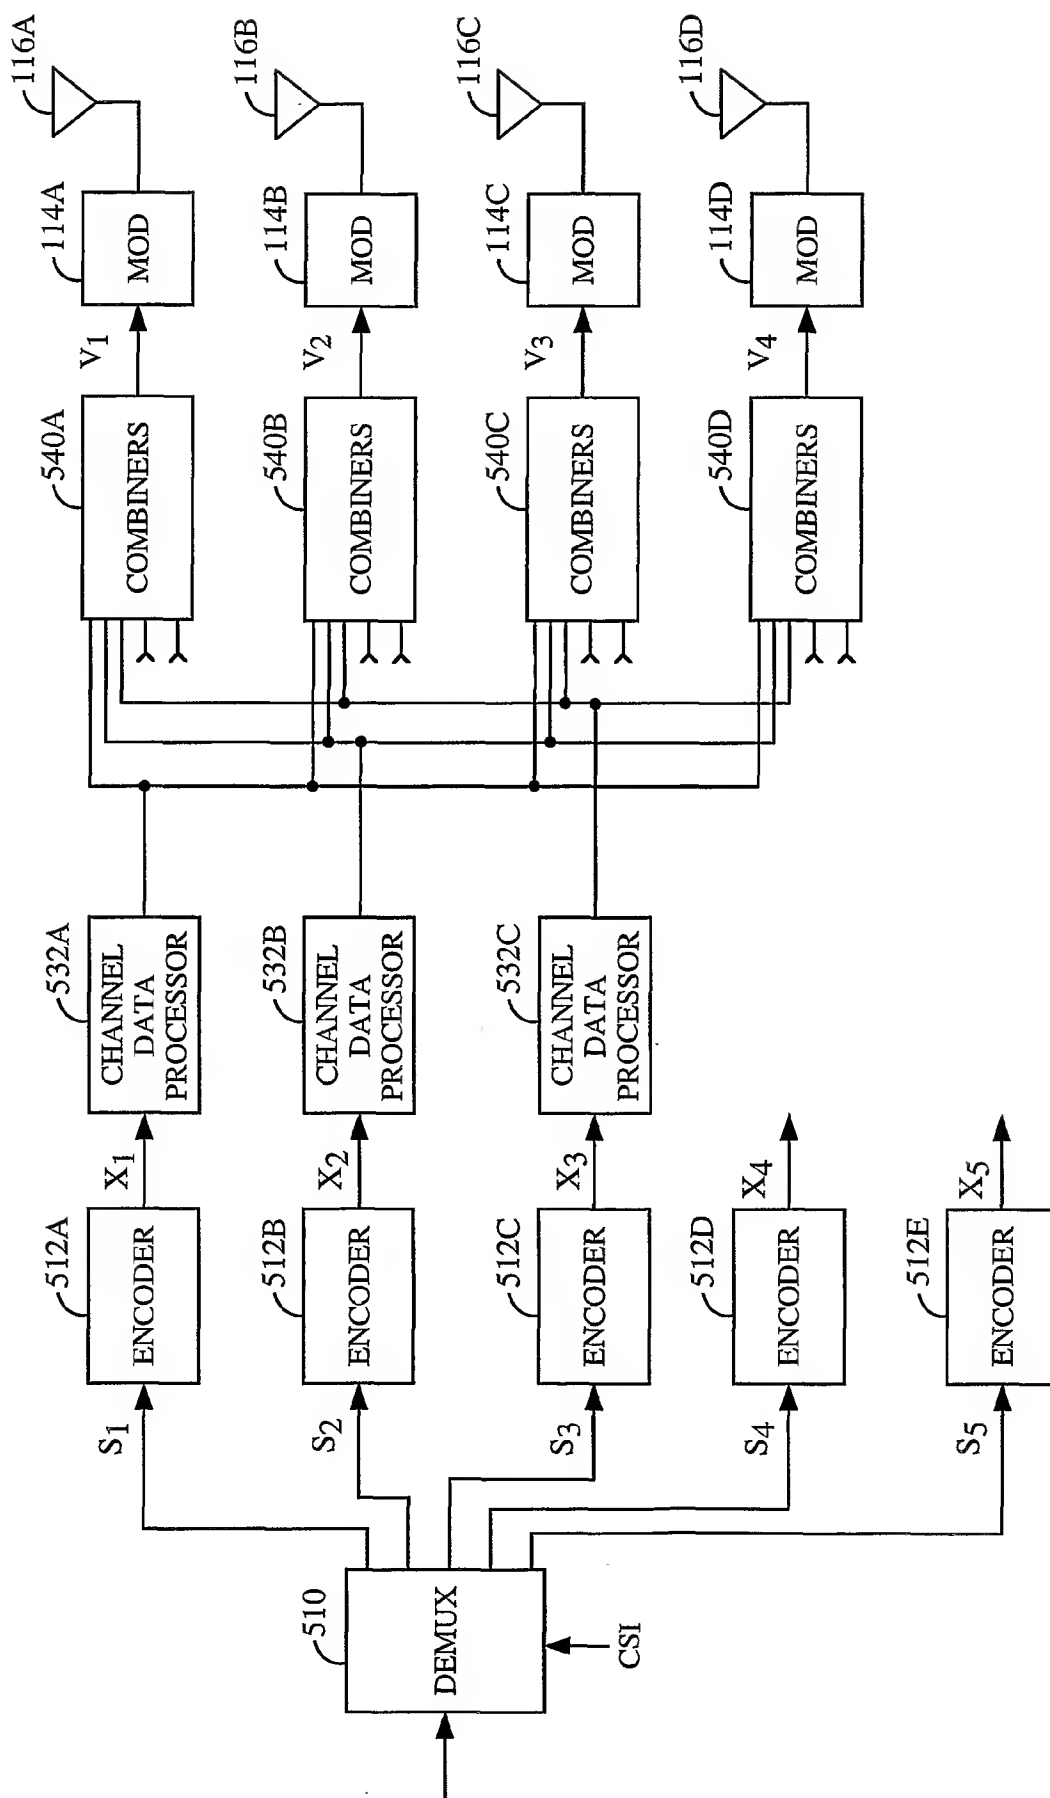 510
DEMUX
CSI
S1
S2
S3
S4
S5
512A
ENCODER
512B
ENCODER
512C
ENCODER
512D
ENCODER
512E
ENCODER
X1
X2
X3
X4
X5
532A
CHANNEL
DATA
PROCESSOR
532B
CHANNEL
DATA
PROCESSOR
532C
CHANNEL
DATA
PROCESSOR
540A
COMBINERS
540B
COMBINERS
540C
COMBINERS
540D
COMBINERS
V1
V2
V3
V4
114A
MOD
114B
MOD
114C
MOD
114D
MOD
116A
116B
116C
116D